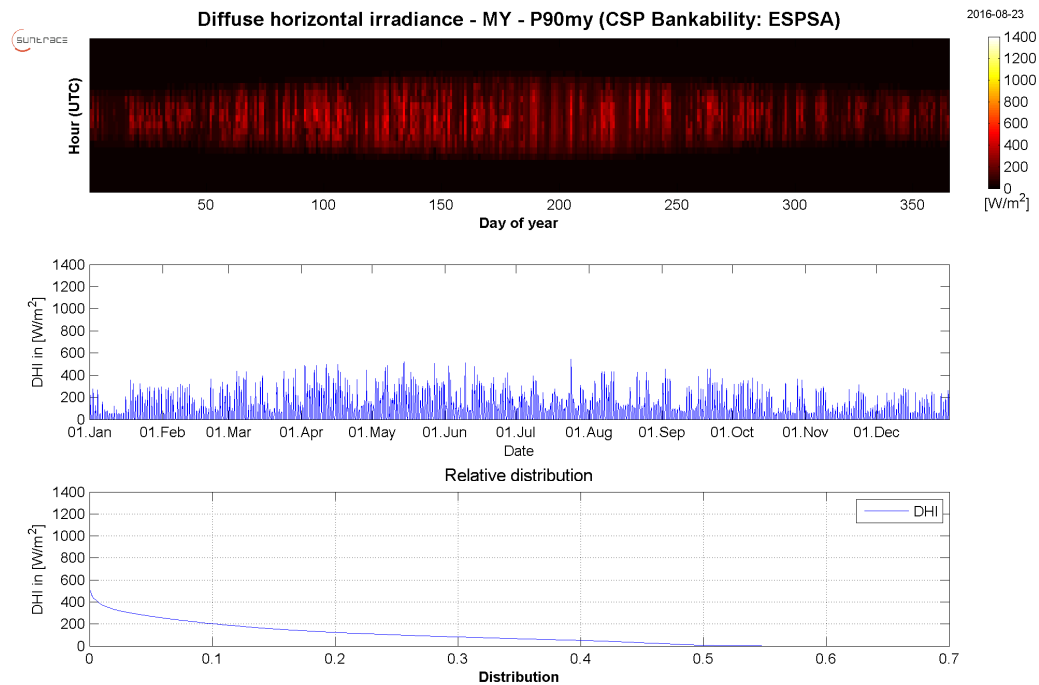 Diffuse horizontal irradiance - MY - P90my (CSP Bankability: ESPSA)
2016-08-23
suntrace
Hour (UTC)
50 100 150 200 250 300 350
Day of year
1400
1200
1000
800
600
400
200
0
[W/m²]
1400
1200
1000
800
600
400
200
0
DHI in [W/m²]
01.Jan 01.Feb 01.Mar 01.Apr 01.May 01.Jun 01.Jul 01.Aug 01.Sep 01.Oct 01.Nov 01.Dec
Date
Relative distribution
1400
1200
1000
800
600
400
200
0
DHI in [W/m²]
DHI
0 0.1 0.2 0.3 0.4 0.5 0.6 0.7
Distribution